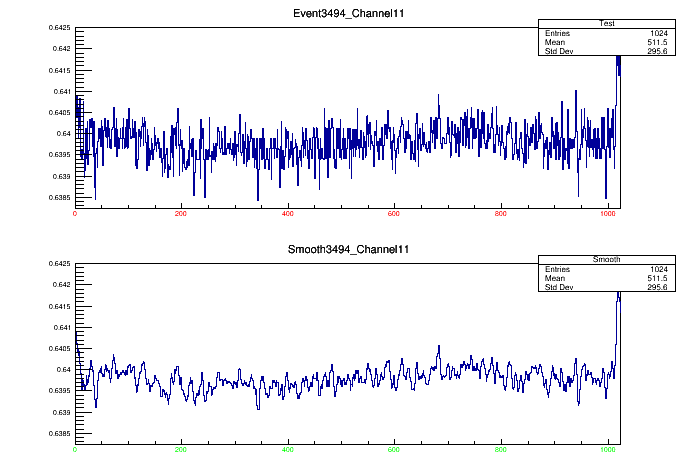 Event3494_Channel11
Test
Entries 1024
Mean 511.5
Std Dev 295.6
0.6425
0.642
0.6415
0.641
0.6405
0.64
0.6395
0.639
0.6385
0 200 400 600 800 1000
Smooth3494_Channel11
Smooth
Entries 1024
Mean 511.5
Std Dev 295.6
0.6425
0.642
0.6415
0.641
0.6405
0.64
0.6395
0.639
0.6385
0 200 400 600 800 1000